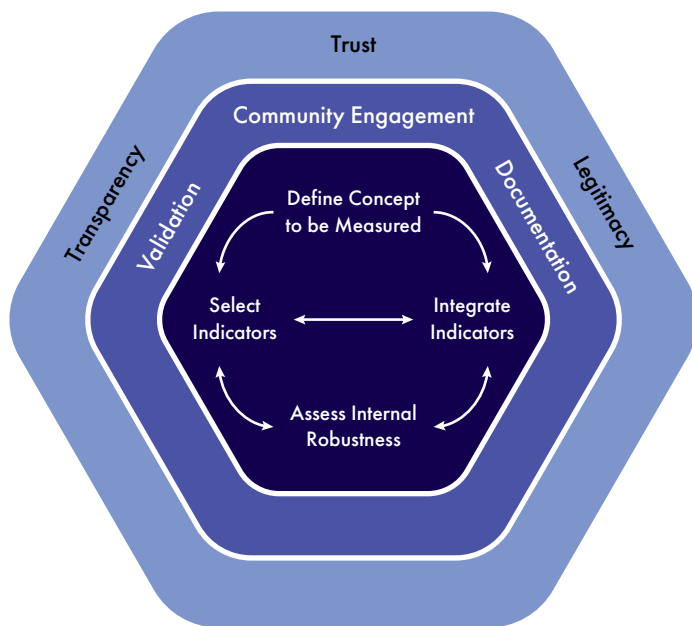 Trust
Community Engagement
Transparency
Validation
Documentation
Legitimacy
Define Concept
to be Measured
Select
Indicators
Integrate
Indicators
Assess Internal
Robustness